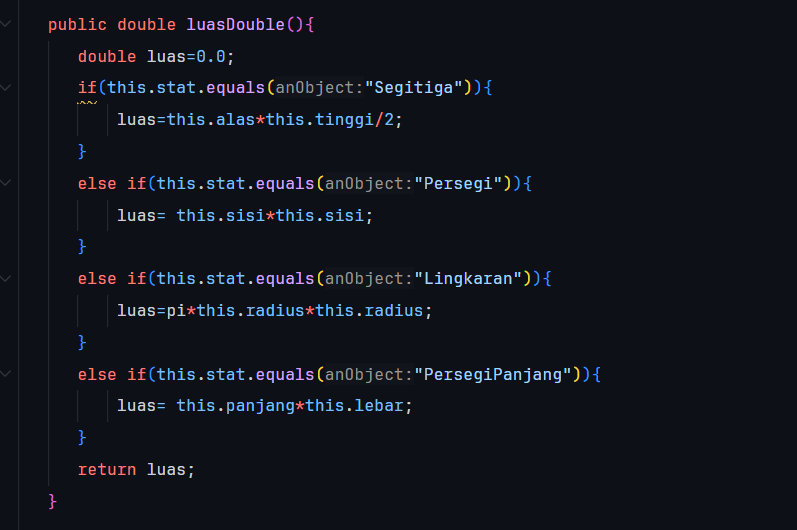 public double luasDouble(){
double luas=0.0;
if(this.stat.equals(anObject:"Segitiga")){
luas=this.alas*this.tinggi/2;
}
else if(this.stat.equals(anObject:"Persegi")){
luas= this.sisi*this.sisi;
}
else if(this.stat.equals(anObject:"Lingkaran")){
luas=pi*this.radius*this.radius;
}
else if(this.stat.equals(anObject:"PersegiPanjang")){
luas= this.panjang*this.lebar;
}
return luas;
}